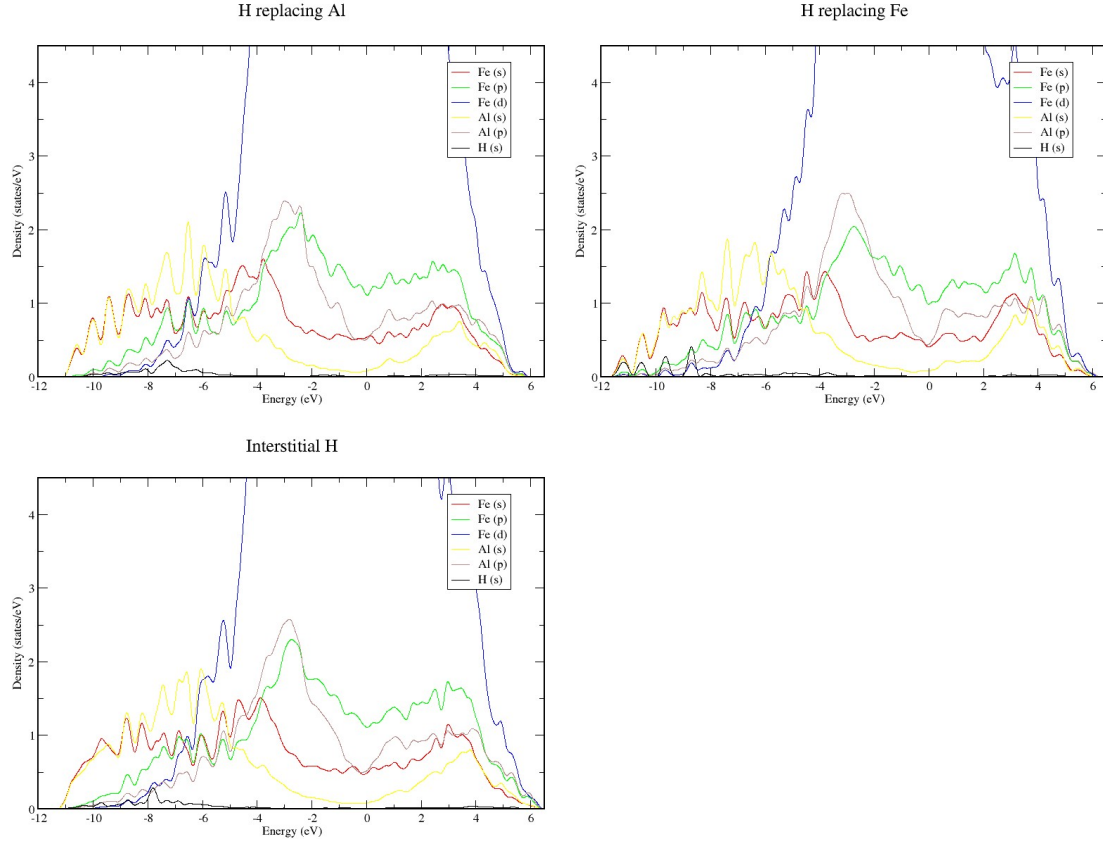 H replacing Al
4
3
2
1
0
Density (states/eV)
-12 -10 -8 -6 -4 -2 0 2 4 6
Energy (eV)
Fe (s)
Fe (p)
Fe (d)
Al (s)
Al (p)
H (s)
H replacing Fe
4
3
2
1
0
Density (states/eV)
-12 -10 -8 -6 -4 -2 0 2 4 6
Energy (eV)
Fe (s)
Fe (p)
Fe (d)
Al (s)
Al (p)
H (s)
Interstitial H
4
3
2
1
0
Density (states/eV)
-12 -10 -8 -6 -4 -2 0 2 4 6
Energy (eV)
Fe (s)
Fe (p)
Fe (d)
Al (s)
Al (p)
H (s)